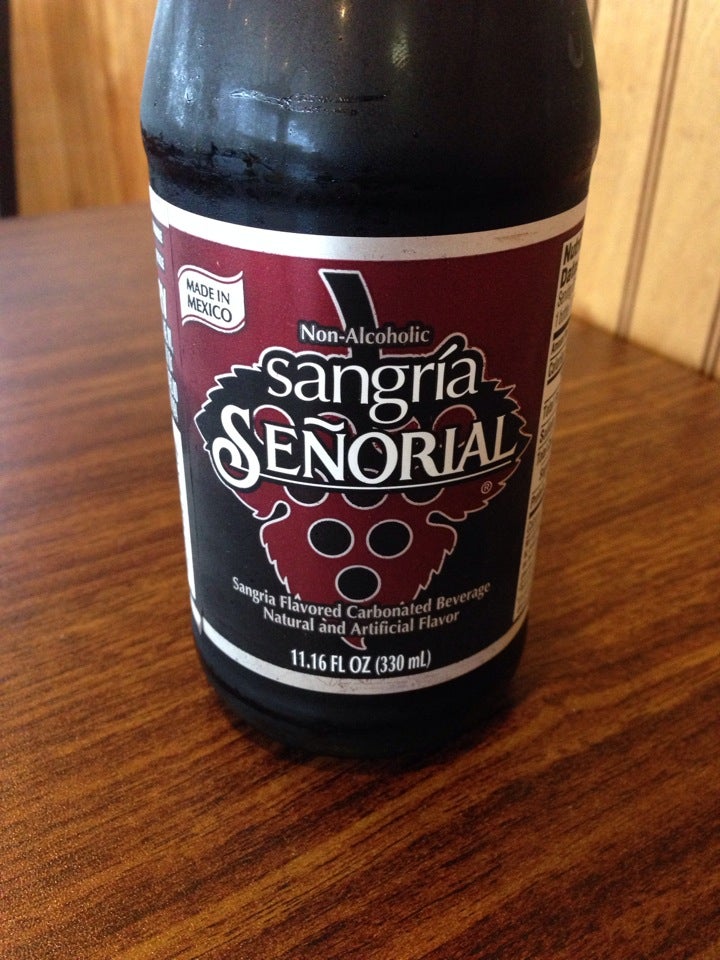 MADE IN
MEXICO
Non-Alcoholic
sangría
SEÑORIAL
®
Sangria Flavored Carbonated Beverage
Natural and Artificial Flavor
11.16 FL OZ (330 mL)